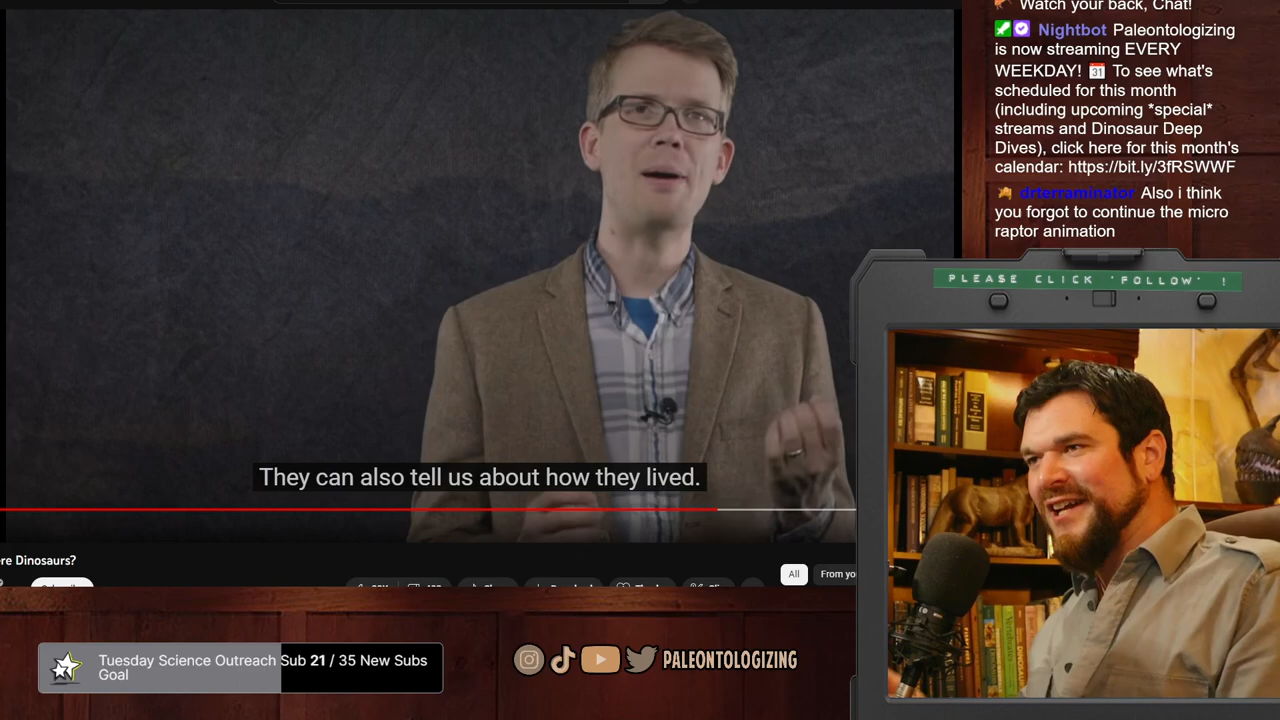 Watch your back, Chat!
Nightbot Paleontologizing
is now streaming EVERY
WEEKDAY! 31 To see what's
scheduled for this month
(including upcoming *special*
streams and Dinosaur Deep
Dives), click here for this month's
calendar: https://bit.ly/3fRSWWF
drterraminator Also i think
you forgot to continue the micro
raptor animation
PLEASE CLICK 'FOLLOW' !
They can also tell us about how they lived.
re Dinosaurs?
All
From yo
Tuesday Science Outreach Sub 21 / 35 New Subs
Goal
PALEONTOLOGIZING